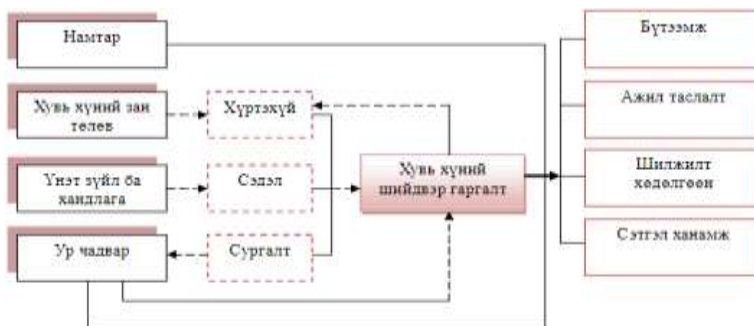 Намтар
Хувь хүний зан
төлөв
Үнэт зүйл ба
хандлага
Ур чадвар
Хүртэхүй
Сэдэл
Сургалт
Хувь хүний
шийдвэр гаргалт
Бүтээмж
Ажил таслалт
Шилжилт
хөдөлгөөн
Сэтгэл ханамж